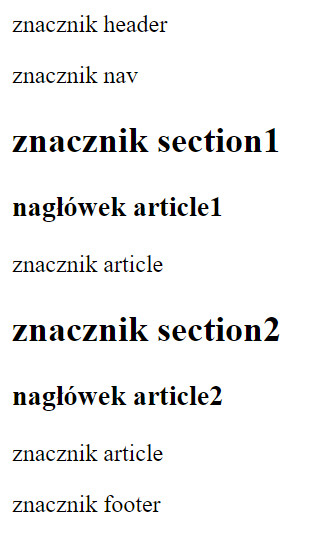 znacznik header
znacznik nav
znacznik section1
nagłówek article1
znacznik article
znacznik section2
nagłówek article2
znacznik article
znacznik footer